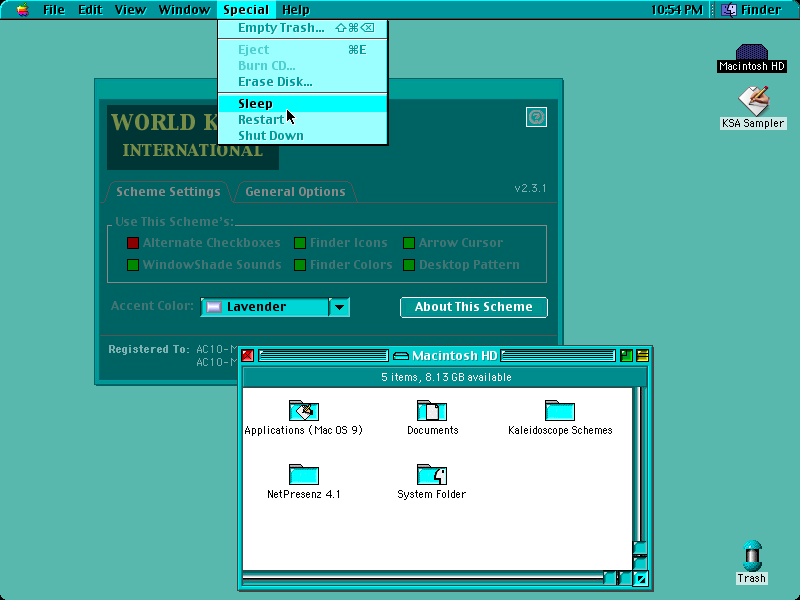 File Edit View Window Special Help 10:54 PM Finder
Empty Trash... ⇧⌘⌫
Eject ⌘E
Burn CD...
Erase Disk...
Sleep
Restart
Shut Down
Macintosh HD
KSA Sampler
WORLD K
INTERNATIONAL
Scheme Settings General Options v2.3.1
Use This Scheme's:
Alternate Checkboxes Finder Icons Arrow Cursor
WindowShade Sounds Finder Colors Desktop Pattern
Accent Color: Lavender About This Scheme
Registered To: AC10-M
AC10-M
Macintosh HD
5 items, 8.13 GB available
Applications (Mac OS 9) Documents Kaleidoscope Schemes
NetPresenz 4.1 System Folder
Trash